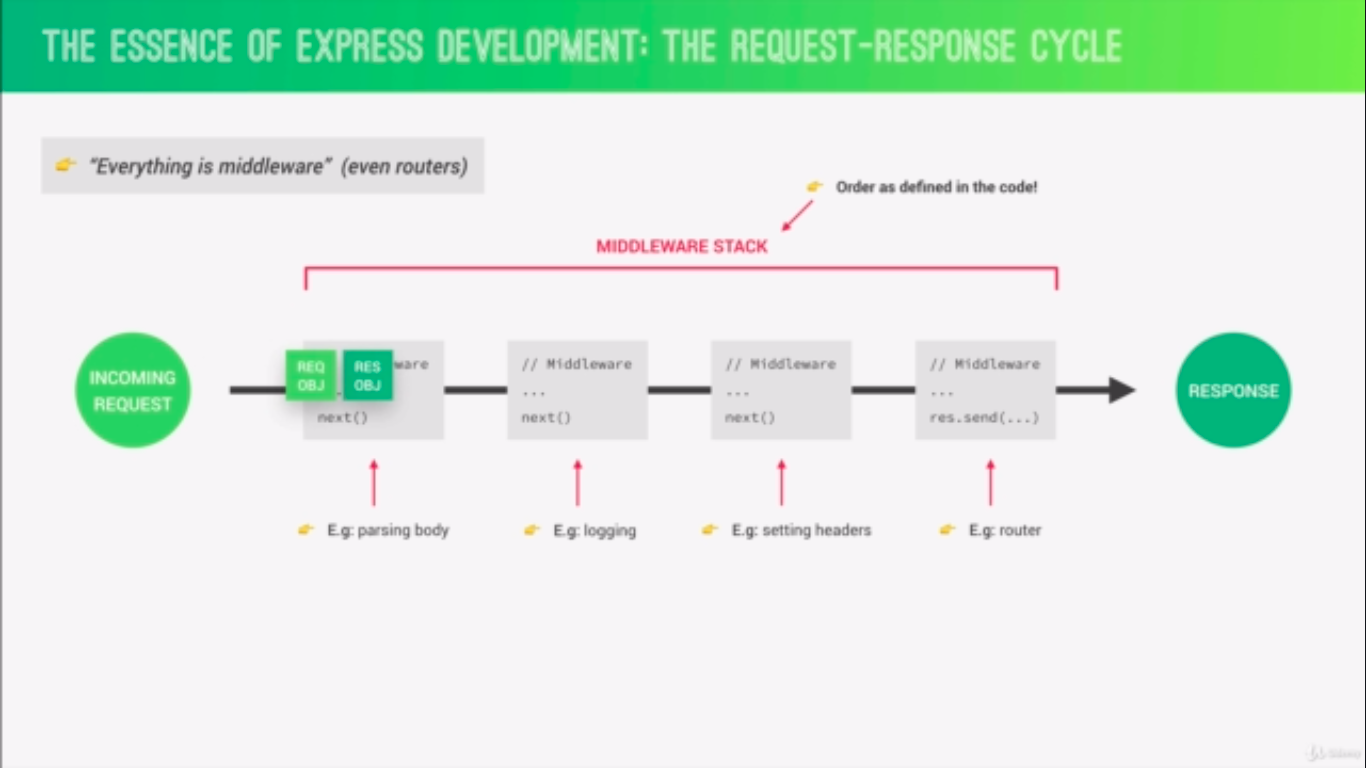 THE ESSENCE OF EXPRESS DEVELOPMENT: THE REQUEST-RESPONSE CYCLE
“Everything is middleware” (even routers)
Order as defined in the code!
MIDDLEWARE STACK
INCOMING
REQUEST
REQ
OBJ
RES
OBJ
ware
next()
// Middleware
...
next()
// Middleware
...
next()
// Middleware
...
res.send(...)
RESPONSE
E.g: parsing body
E.g: logging
E.g: setting headers
E.g: router
Udemy